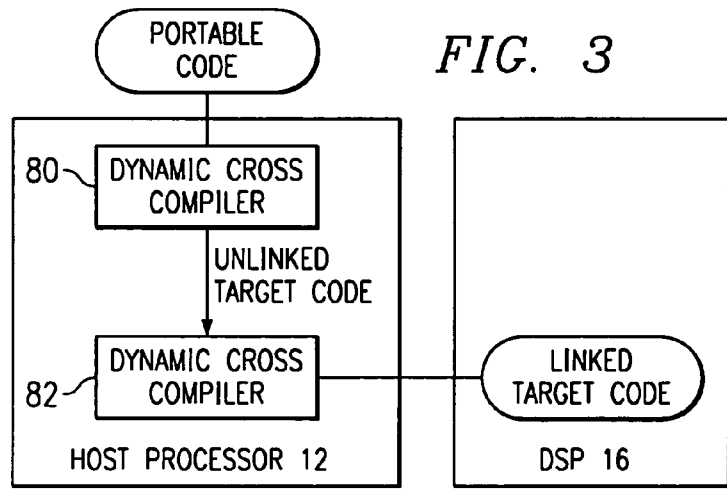 PORTABLE
CODE
FIG. 3
80
DYNAMIC CROSS
COMPILER
UNLINKED
TARGET CODE
82
DYNAMIC CROSS
COMPILER
LINKED
TARGET CODE
HOST PROCESSOR 12
DSP 16